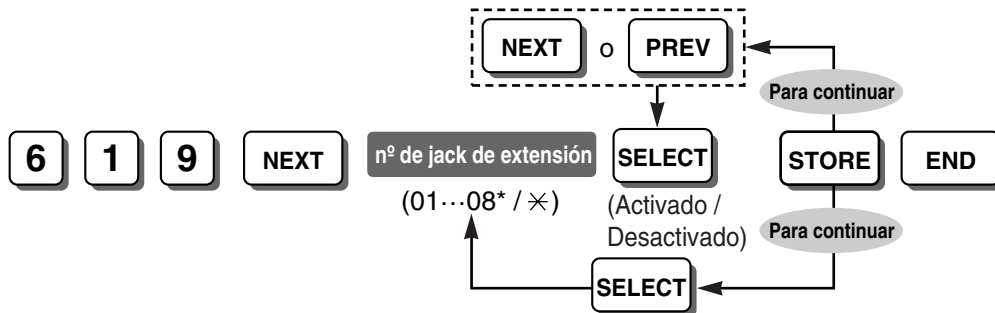 NEXT o PREV
Para continuar
6 1 9 NEXT nº de jack de extensión SELECT STORE END
(01···08* / ✳)
(Activado /
Desactivado)
Para continuar
SELECT